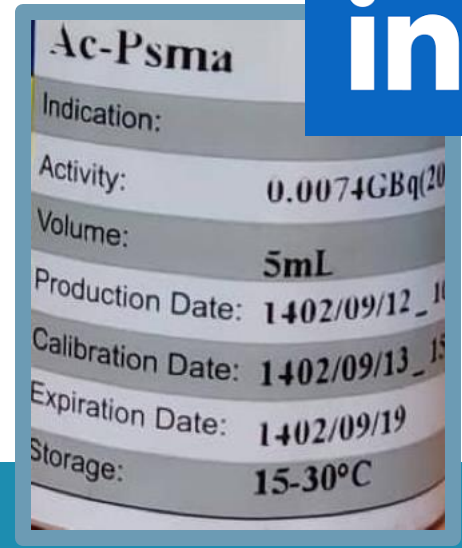 in
Ac-Psma
Indication:
Activity: 0.0074GBq(20
Volume: 5mL
Production Date: 1402/09/12_1
Calibration Date: 1402/09/13_15
Expiration Date: 1402/09/19
Storage: 15-30°C